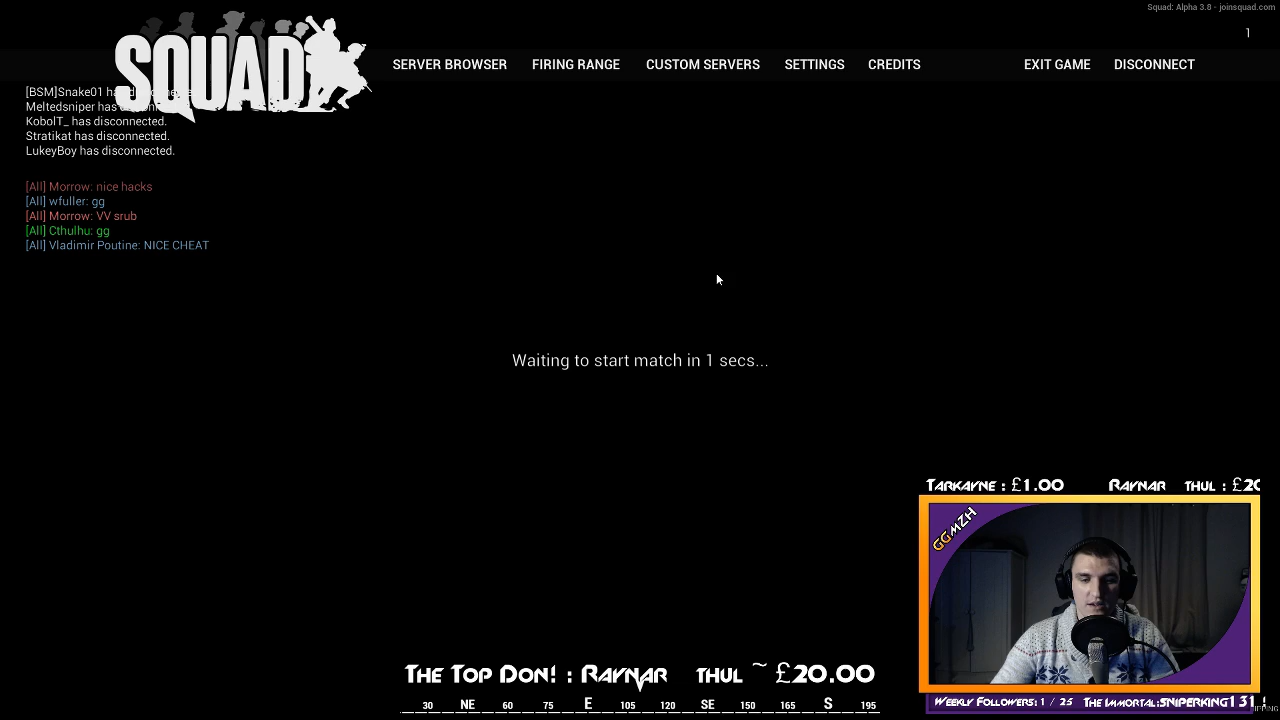 Squad: Alpha 3.8 - joinsquad.com
1
SQUAD
SERVER BROWSER FIRING RANGE CUSTOM SERVERS SETTINGS CREDITS EXIT GAME DISCONNECT
[BSM]Snake01
Meltedsniper has
KobolT_ has disconnected.
Stratikat has disconnected.
LukeyBoy has disconnected.
[All] Morrow: nice hacks
[All] wfuller: gg
[All] Morrow: VV srub
[All] Cthulhu: gg
[All] Vladimir Poutine: NICE CHEAT
Waiting to start match in 1 secs...
Tarkayne : £1.00 Raynar thul : £20
GGMZH
The Top Don! : Raynar thul ~ £20.00
30 NE 60 75 E 105 120 SE 150 165 S 195
Weekly Followers: 1 / 25 The Immortal:SNIPERKING131